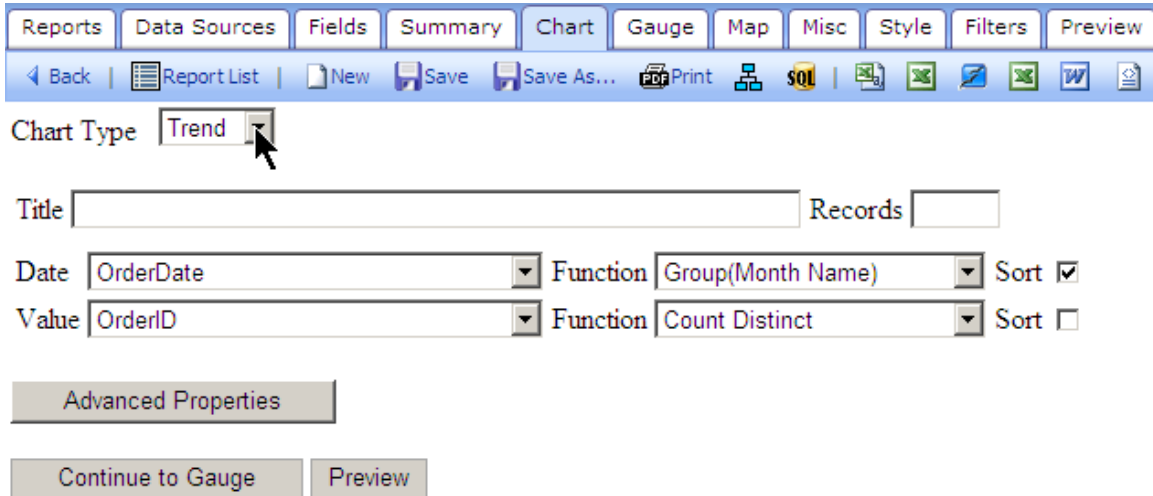 Reports Data Sources Fields Summary Chart Gauge Map Misc Style Filters Preview
Back | Report List | New Save Save As... PDF Print SQL |
Chart Type Trend
Title Records
Date OrderDate Function Group(Month Name) Sort
Value OrderID Function Count Distinct Sort
Advanced Properties
Continue to Gauge Preview